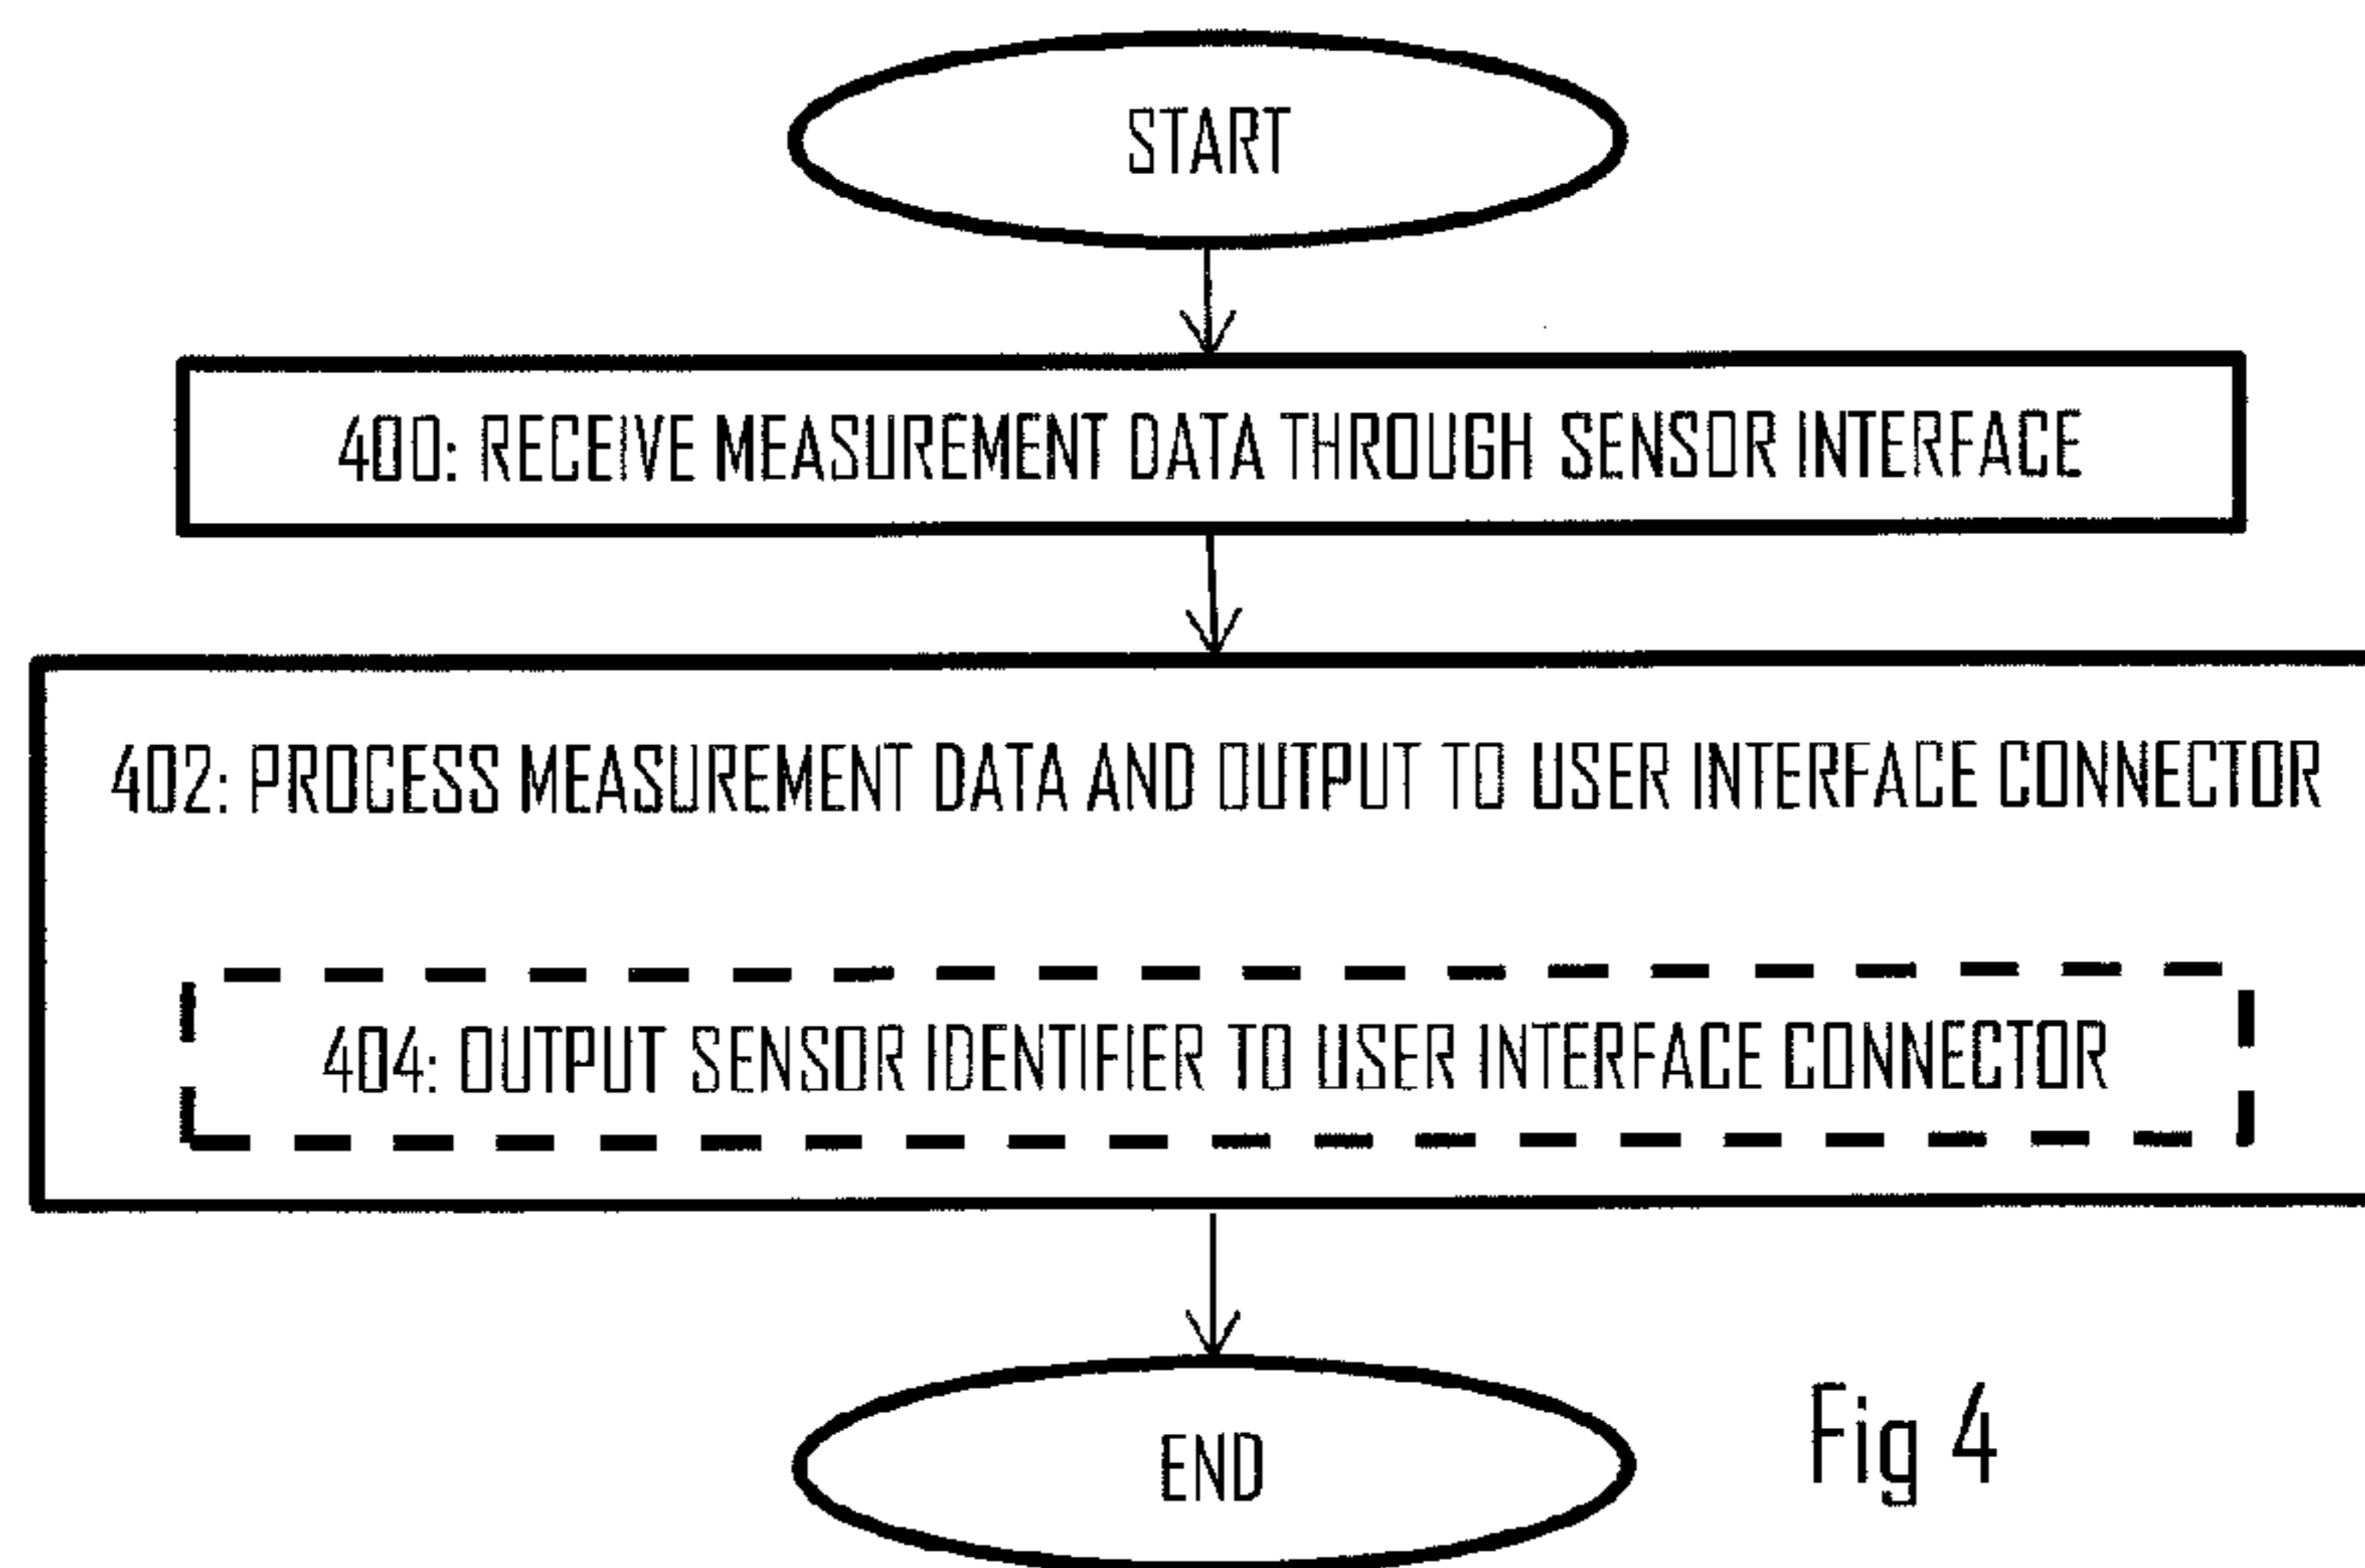 START
400: RECEIVE MEASUREMENT DATA THROUGH SENSOR INTERFACE
402: PROCESS MEASUREMENT DATA AND OUTPUT TO USER INTERFACE CONNECTOR
404: OUTPUT SENSOR IDENTIFIER TO USER INTERFACE CONNECTOR
END
Fig 4